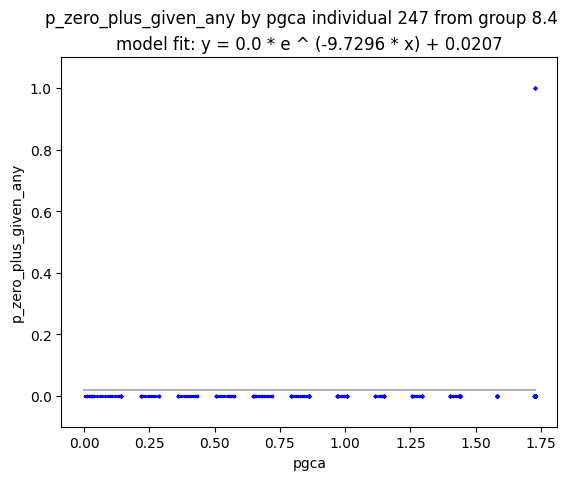 p_zero_plus_given_any by pgca individual 247 from group 8.4
model fit: y = 0.0 * e ^ (-9.7296 * x) + 0.0207
p_zero_plus_given_any
1.0
0.8
0.6
0.4
0.2
0.0
0.00 0.25 0.50 0.75 1.00 1.25 1.50 1.75
pgca